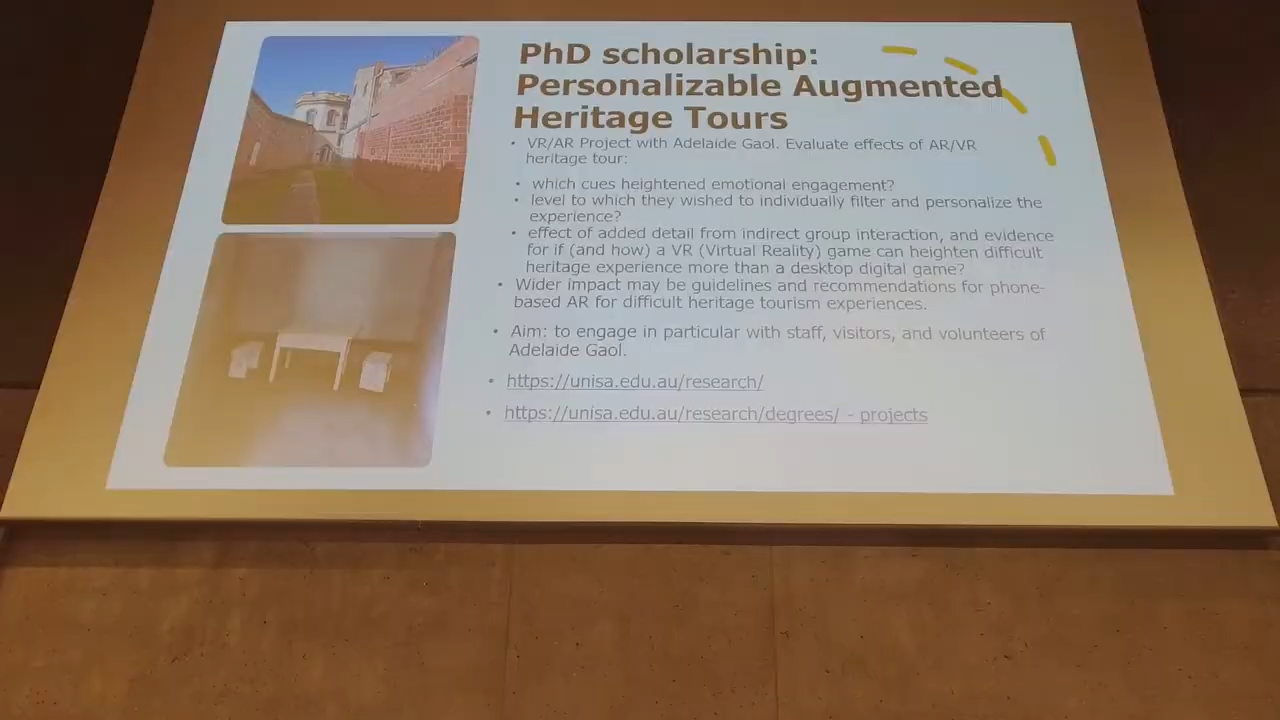 PhD scholarship:
Personalizable Augmented
Heritage Tours
• VR/AR Project with Adelaide Gaol. Evaluate effects of AR/VR
heritage tour:
• which cues heightened emotional engagement?
• level to which they wished to individually filter and personalize the
experience?
• effect of added detail from indirect group interaction, and evidence
for if (and how) a VR (Virtual Reality) game can heighten difficult
heritage experience more than a desktop digital game?
• Wider impact may be guidelines and recommendations for phone-
based AR for difficult heritage tourism experiences.
• Aim: to engage in particular with staff, visitors, and volunteers of
Adelaide Gaol.
• https://unisa.edu.au/research/
• https://unisa.edu.au/research/degrees/ - projects